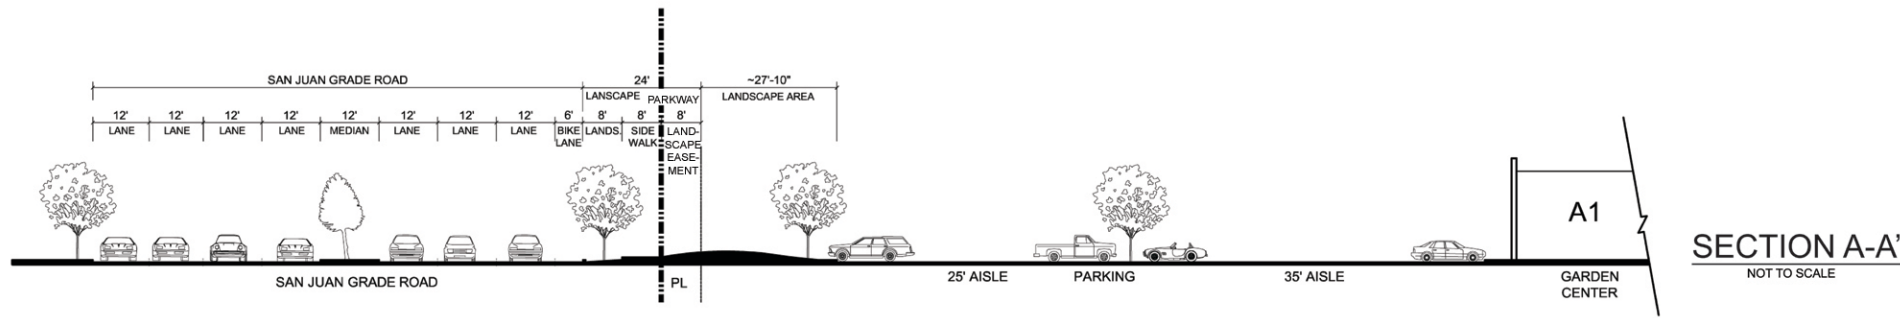 SAN JUAN GRADE ROAD
24'
~27'-10"
LANSCAPE PARKWAY
LANDSCAPE AREA
12' 12' 12' 12' 12' 12' 12' 12' 6' 8' 8' 8'
LANE LANE LANE LANE MEDIAN LANE LANE LANE BIKE LANE LANDS. SIDE WALK LAND-
SCAPE
EASE-
MENT
A1
SAN JUAN GRADE ROAD
PL
25' AISLE
PARKING
35' AISLE
GARDEN
CENTER
SECTION A-A'
NOT TO SCALE